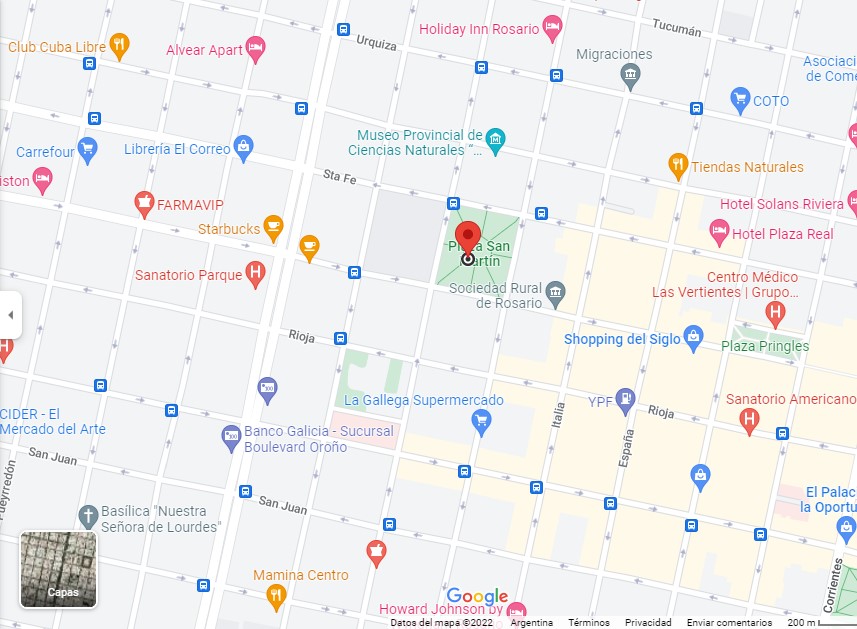 Tucumán
Holiday Inn Rosario
Club Cuba Libre
Alvear Apart
Urquiza
Migraciones
Asociaci
de Come
COTO
Museo Provincial de
Ciencias Naturales “...
Carrefour
Librería El Correo
Tiendas Naturales
iston
Sta Fe
FARMAVIP
Hotel Solans Riviera
Starbucks
Hotel Plaza Real
Plaza San
Martín
Sanatorio Parque
Sociedad Rural
de Rosario
Centro Médico
Las Vertientes | Grupo...
Rioja
Shopping del Siglo
Plaza Pringles
La Gallega Supermercado
YPF
Rioja
Sanatorio Americano
CIDER - El
Mercado del Arte
Italia
España
Banco Galicia - Sucursal
Boulevard Oroño
San Juan
Pueyrredón
San Juan
El Palac
la Oportu
Basílica "Nuestra
Señora de Lourdes"
Capas
Mamina Centro
Corrientes
Google
Howard Johnson by
Datos del mapa ©2022 Argentina Términos Privacidad Enviar comentarios 200 m